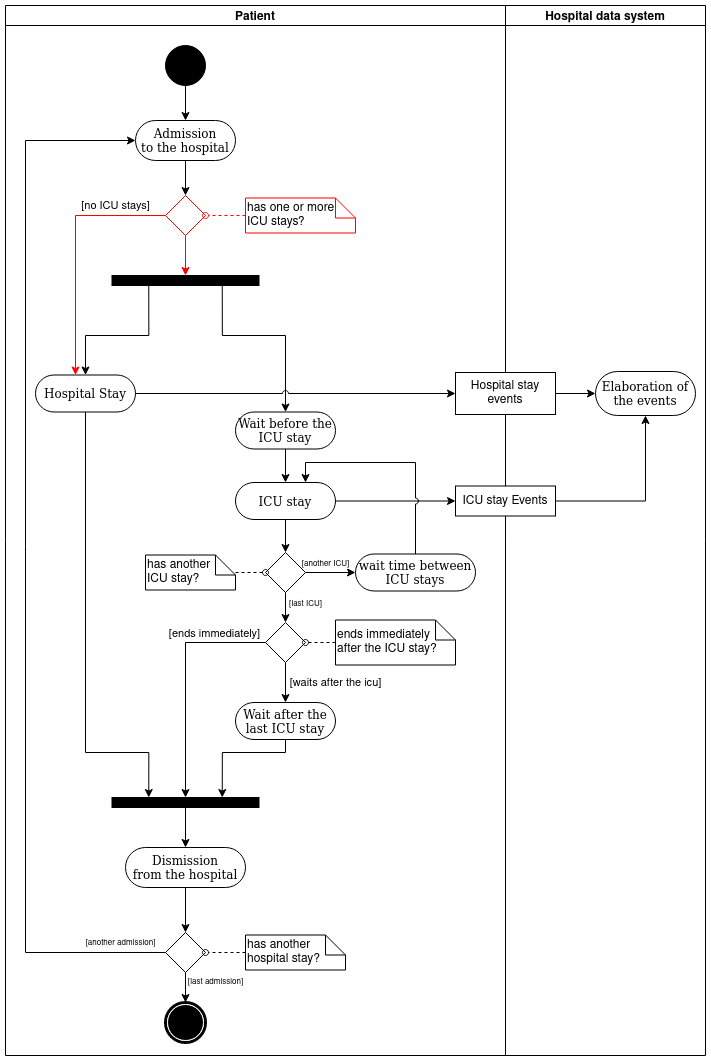 Patient
Hospital data system
Admission
to the hospital
[no ICU stays]
has one or more
ICU stays?
Hospital Stay
Hospital stay
events
Elaboration of
the events
Wait before the
ICU stay
ICU stay
ICU stay Events
has another
ICU stay?
[another ICU]
wait time between
ICU stays
[last ICU]
[ends immediately]
ends immediately
after the ICU stay?
[waits after the icu]
Wait after the
last ICU stay
Dismission
from the hospital
[another admission]
has another
hospital stay?
[last admission]